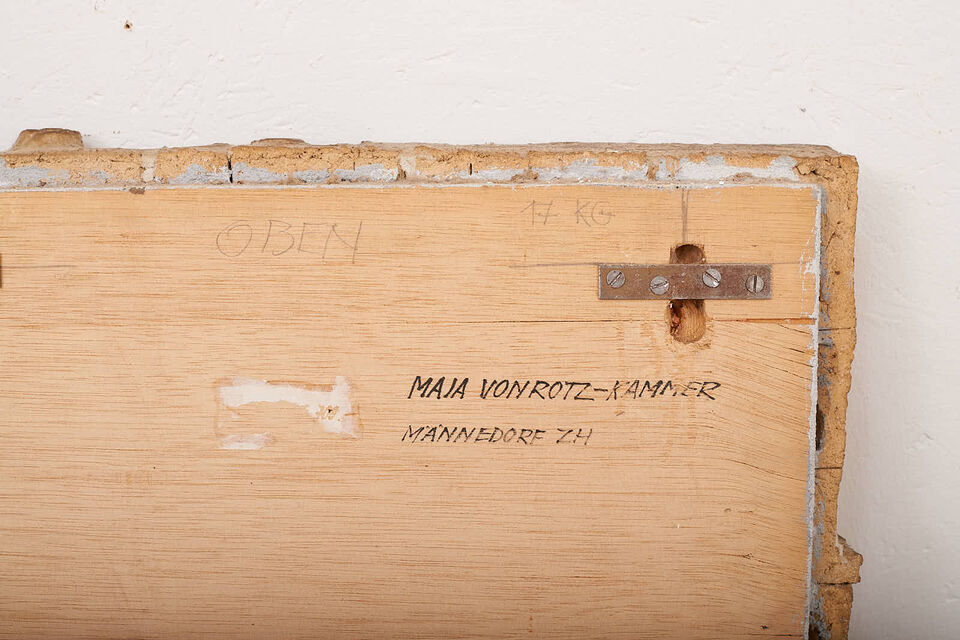 OBEN
17 KG
MAJA VONROTZ-KAMMER
MÄNNEDORF ZH